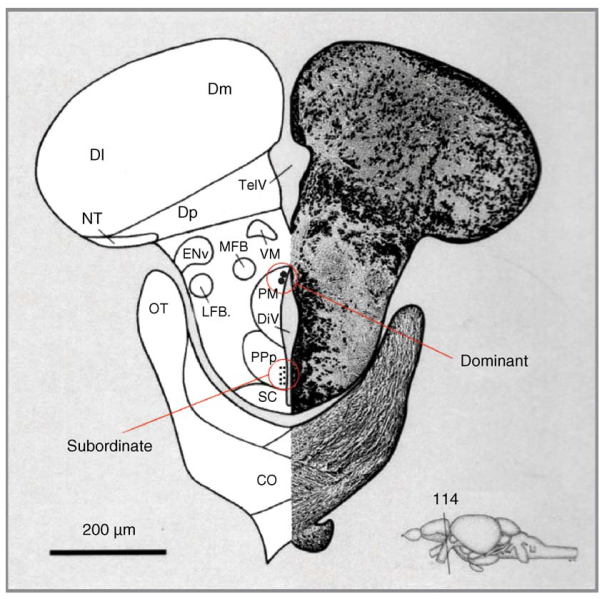 Dm
Dl
TelV
NT
Dp
ENv
MFB
VM
OT
LFB.
PM
DiV
PPp
SC
Dominant
Subordinate
CO
114
200 μm